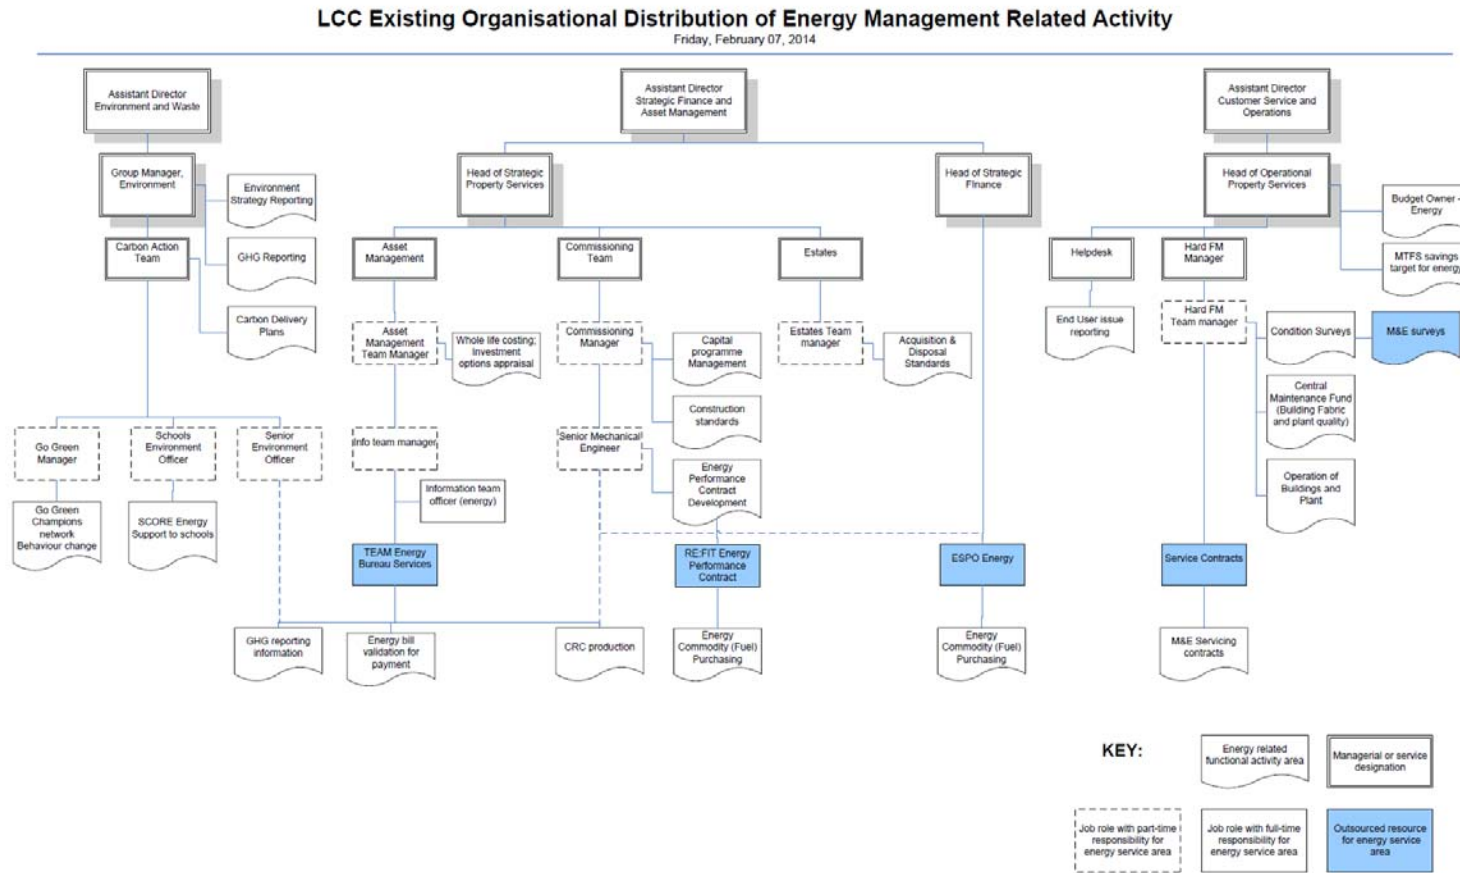 LCC Existing Organisational Distribution of Energy Management Related Activity
Friday, February 07, 2014
Assistant Director
Environment and Waste
Assistant Director
Strategic Finance and
Asset Management
Assistant Director
Customer Service and
Operations
Group Manager,
Environment
Environment
Strategy Reporting
Head of Strategic
Property Services
Head of Strategic
FInance
Head of Operational
Property Services
Budget Owner -
Energy
Carbon Action
Team
GHG Reporting
Asset
Management
Commissioning
Team
Estates
Helpdesk
Hard FM
Manager
MTFS savings
target for energy
Carbon Delivery
Plans
Asset
Management
Team Manager
Whole life costing;
Investment
options appraisal
Commissioning
Manager
Capital
programme
Management
Estates Team
manager
Acquisition &
Disposal
Standards
End User issue
reporting
Hard FM
Team manager
Condition Surveys
M&E surveys
Construction
standards
Central
Maintenance Fund
(Building Fabric
and plant quality)
Go Green
Manager
Schools
Environment
Officer
Senior
Environment
Officer
Info team manager
Senior Mechanical
Engineer
Energy
Performance
Contract
Development
Operation of
Buildings and
Plant
Information team
officer (energy)
Go Green
Champions
network
Behaviour change
SCORE Energy
Support to schools
TEAM Energy
Bureau Services
RE:FIT Energy
Performance
Contract
ESPO Energy
Service Contracts
GHG reporting
information
Energy bill
validation for
payment
CRC production
Energy
Commodity (Fuel)
Purchasing
Energy
Commodity (Fuel)
Purchasing
M&E Servicing
contracts
KEY:
Energy related
functional activity
area
Managerial or service
designation
Job role with part-time
responsibility for
energy service area
Job role with full-time
responsibility for
energy service area
Outsourced resource
for energy service
area